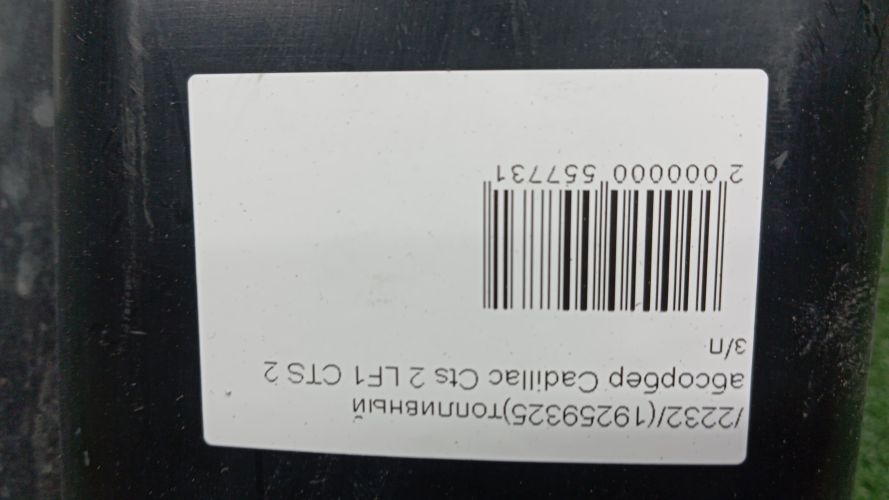 /2232/(19259325)топливный
абсорбер Cadillac Cts 2 LF1 CTS 2
з/п
2 000000 557731